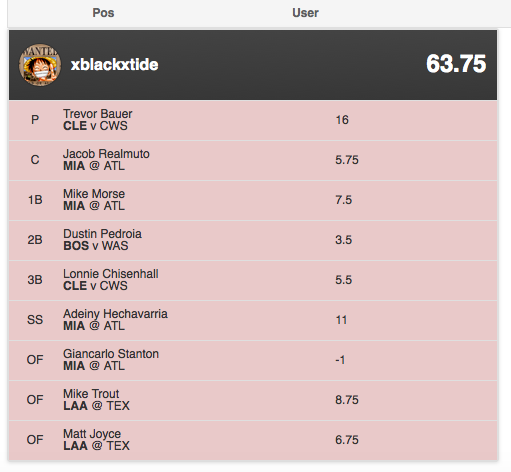 Pos User
WANTED
xblackxtide 63.75
P Trevor Bauer 16
CLE v CWS
C Jacob Realmuto 5.75
MIA @ ATL
1B Mike Morse 7.5
MIA @ ATL
2B Dustin Pedroia 3.5
BOS v WAS
3B Lonnie Chisenhall 5.5
CLE v CWS
SS Adeiny Hechavarria 11
MIA @ ATL
OF Giancarlo Stanton -1
MIA @ ATL
OF Mike Trout 8.75
LAA @ TEX
OF Matt Joyce 6.75
LAA @ TEX